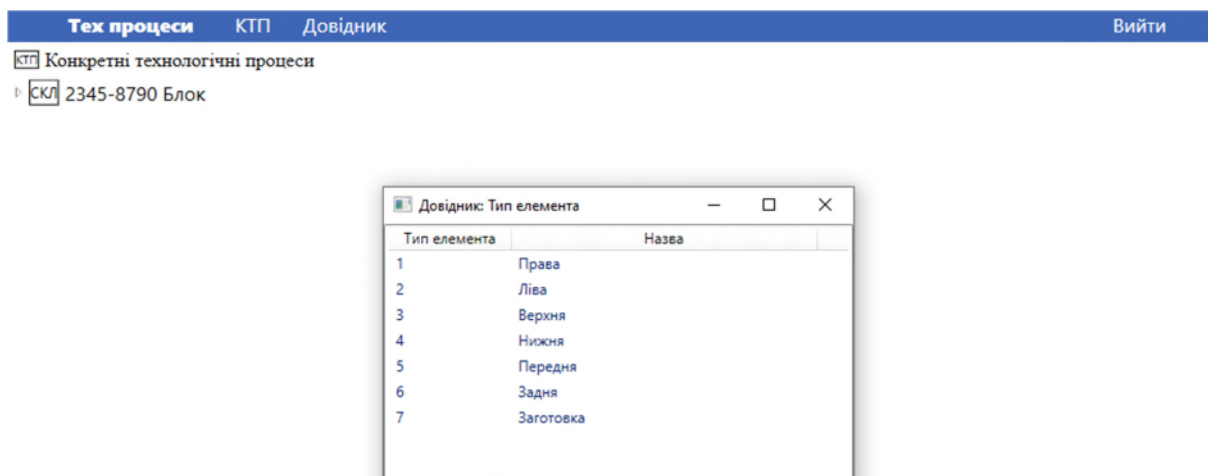 Тех процеси КТП Довідник Вийти
КТП Конкретні технологічні процеси
СКЛ 2345-8790 Блок
Довідник: Тип елемента
Тип елемента Назва
1 Права
2 Ліва
3 Верхня
4 Нижня
5 Передня
6 Задня
7 Заготовка